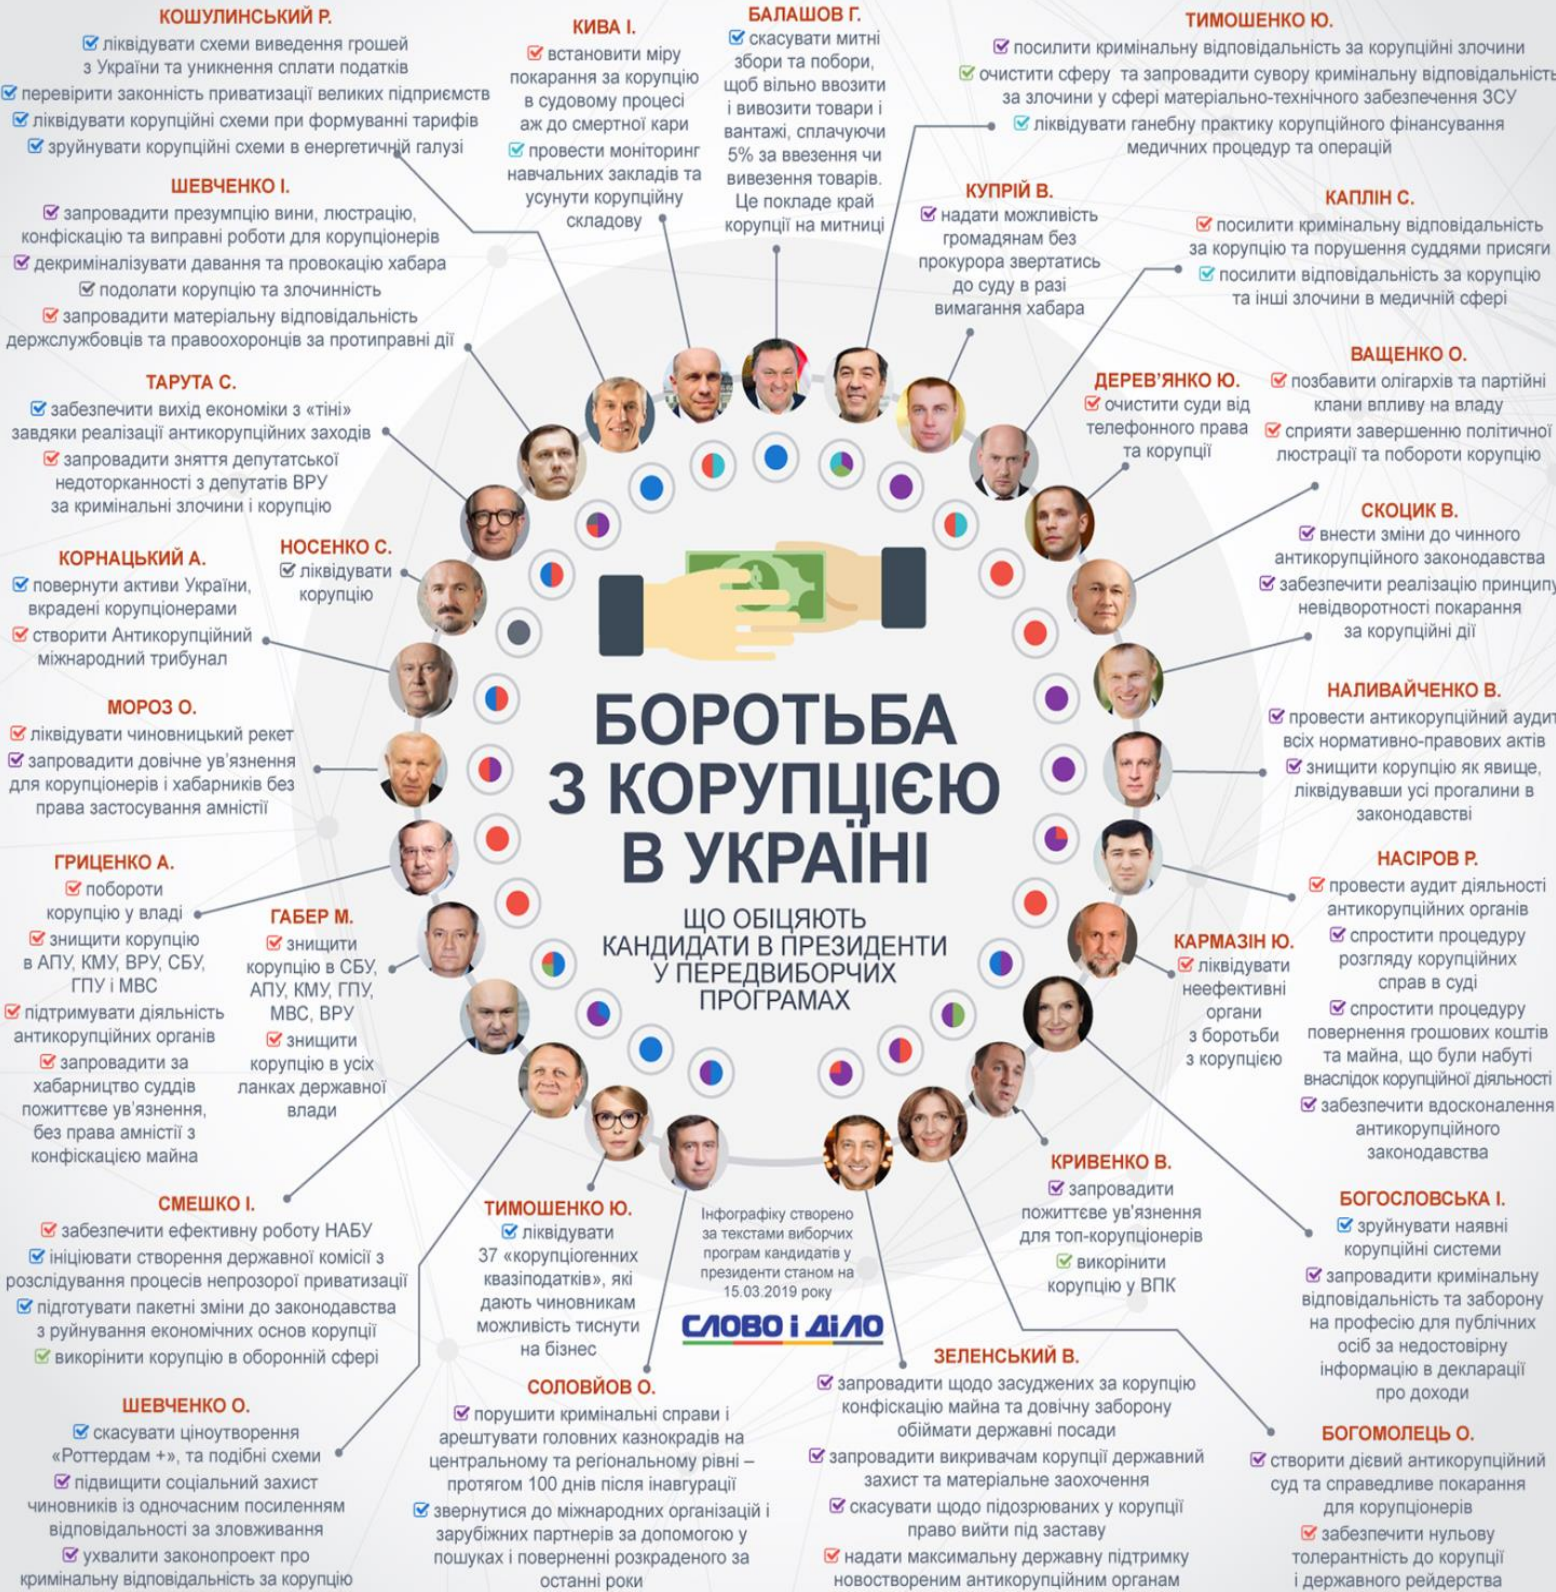 КОШУЛИНСЬКИЙ Р.
ліквідувати схеми виведення грошей
з України та уникнення сплати податків
перевірити законність приватизації великих підприємств
ліквідувати корупційні схеми при формуванні тарифів
зруйнувати корупційні схеми в енергетичній галузі
КИВА І.
встановити міру
покарання за корупцію
в судовому процесі
аж до смертної кари
провести моніторинг
навчальних закладів та
усунути корупційну
складову
БАЛАШОВ Г.
скасувати митні
збори та побори,
щоб вільно ввозити
і вивозити товари і
вантажі, сплачуючи
5% за ввезення чи
вивезення товарів.
Це покладе край
корупції на митниці
ТИМОШЕНКО Ю.
посилити кримінальну відповідальність за корупційні злочини
очистити сферу та запровадити сувору кримінальну відповідальність
за злочини у сфері матеріально-технічного забезпечення ЗСУ
ліквідувати ганебну практику корупційного фінансування
медичних процедур та операцій
ШЕВЧЕНКО І.
запровадити презумпцію вини, люстрацію,
конфіскацію та виправні роботи для корупціонерів
декриміналізувати давання та провокацію хабара
подолати корупцію та злочинність
запровадити матеріальну відповідальність
держслужбовців та правоохоронців за протиправні дії
КУПРІЙ В.
надати можливість
громадянам без
прокурора звертатись
до суду в разі
вимагання хабара
КАПЛІН С.
посилити кримінальну відповідальність
за корупцію та порушення суддями присяги
посилити відповідальність за корупцію
та інші злочини в медичній сфері
ТАРУТА С.
забезпечити вихід економіки з «тіні»
завдяки реалізації антикорупційних заходів
запровадити зняття депутатської
недоторканності з депутатів ВРУ
за кримінальні злочини і корупцію
ДЕРЕВ'ЯНКО Ю.
очистити суди від
телефонного права
та корупції
ВАЩЕНКО О.
позбавити олігархів та партійні
клани впливу на владу
сприяти завершенню політичної
люстрації та побороти корупцію
КОРНАЦЬКИЙ А.
повернути активи України,
вкрадені корупціонерами
створити Антикорупційний
міжнародний трибунал
НОСЕНКО С.
ліквідувати
корупцію
СКОЦИК В.
внести зміни до чинного
антикорупційного законодавства
забезпечити реалізацію принципу
невідворотності покарання
за корупційні дії
МОРОЗ О.
ліквідувати чиновницький рекет
запровадити довічне ув'язнення
для корупціонерів і хабарників без
права застосування амністії
БОРОТЬБА
З КОРУПЦІЄЮ
В УКРАЇНІ
ЩО ОБІЦЯЮТЬ
КАНДИДАТИ В ПРЕЗИДЕНТИ
У ПЕРЕДВИБОРЧИХ
ПРОГРАМАХ
НАЛИВАЙЧЕНКО В.
провести антикорупційний аудит
всіх нормативно-правових актів
знищити корупцію як явище,
ліквідувавши усі прогалини в
законодавстві
ГРИЦЕНКО А.
побороти
корупцію у владі
знищити корупцію
в АПУ, КМУ, ВРУ, СБУ,
ГПУ і МВС
підтримувати діяльність
антикорупційних органів
запровадити за
хабарництво суддів
пожиттєве ув'язнення,
без права амністії з
конфіскацією майна
ГАБЕР М.
знищити
корупцію в СБУ,
АПУ, КМУ, ГПУ,
МВС, ВРУ
знищити
корупцію в усіх
ланках державної
влади
НАСІРОВ Р.
провести аудит діяльності
антикорупційних органів
спростити процедуру
розгляду корупційних
справ в суді
спростити процедуру
повернення грошових коштів
та майна, що були набуті
внаслідок корупційної діяльності
забезпечити вдосконалення
антикорупційного
законодавства
КАРМАЗІН Ю.
ліквідувати
неефективні
органи
з боротьби
з корупцією
СМЕШКО І.
забезпечити ефективну роботу НАБУ
ініціювати створення державної комісії з
розслідування процесів непрозорої приватизації
підготувати пакетні зміни до законодавства
з руйнування економічних основ корупції
викорінити корупцію в оборонній сфері
ТИМОШЕНКО Ю.
ліквідувати
37 «корупціогенних
квазіподатків», які
дають чиновникам
можливість тиснути
на бізнес
Інфографіку створено
за текстами виборчих
програм кандидатів у
президенти станом на
15.03.2019 року
СЛОВО і ДІЛО
КРИВЕНКО В.
запровадити
пожиттєве ув'язнення
для топ-корупціонерів
викорінити
корупцію у ВПК
БОГОСЛОВСЬКА І.
зруйнувати наявні
корупційні системи
запровадити кримінальну
відповідальність та заборону
на професію для публічних
осіб за недостовірну
інформацію в декларації
про доходи
ШЕВЧЕНКО О.
скасувати ціноутворення
«Роттердам +», та подібні схеми
підвищити соціальний захист
чиновників із одночасним посиленням
відповідальності за зловживання
ухвалити законопроект про
кримінальну відповідальність за корупцію
СОЛОВЙОВ О.
порушити кримінальні справи і
арештувати головних казнокрадів на
центральному та регіональному рівні –
протягом 100 днів після інавгурації
звернутися до міжнародних організацій і
зарубіжних партнерів за допомогою у
пошуках і поверненні розкраденого за
останні роки
ЗЕЛЕНСЬКИЙ В.
запровадити щодо засуджених за корупцію
конфіскацію майна та довічну заборону
обіймати державні посади
запровадити викривачам корупції державний
захист та матеріальне заохочення
скасувати щодо підозрюваних у корупції
право вийти під заставу
надати максимальну державну підтримку
новоствореним антикорупційним органам
БОГОМОЛЕЦЬ О.
створити дієвий антикорупційний
суд та справедливе покарання
для корупціонерів
забезпечити нульову
толерантність до корупції
і державного рейдерства